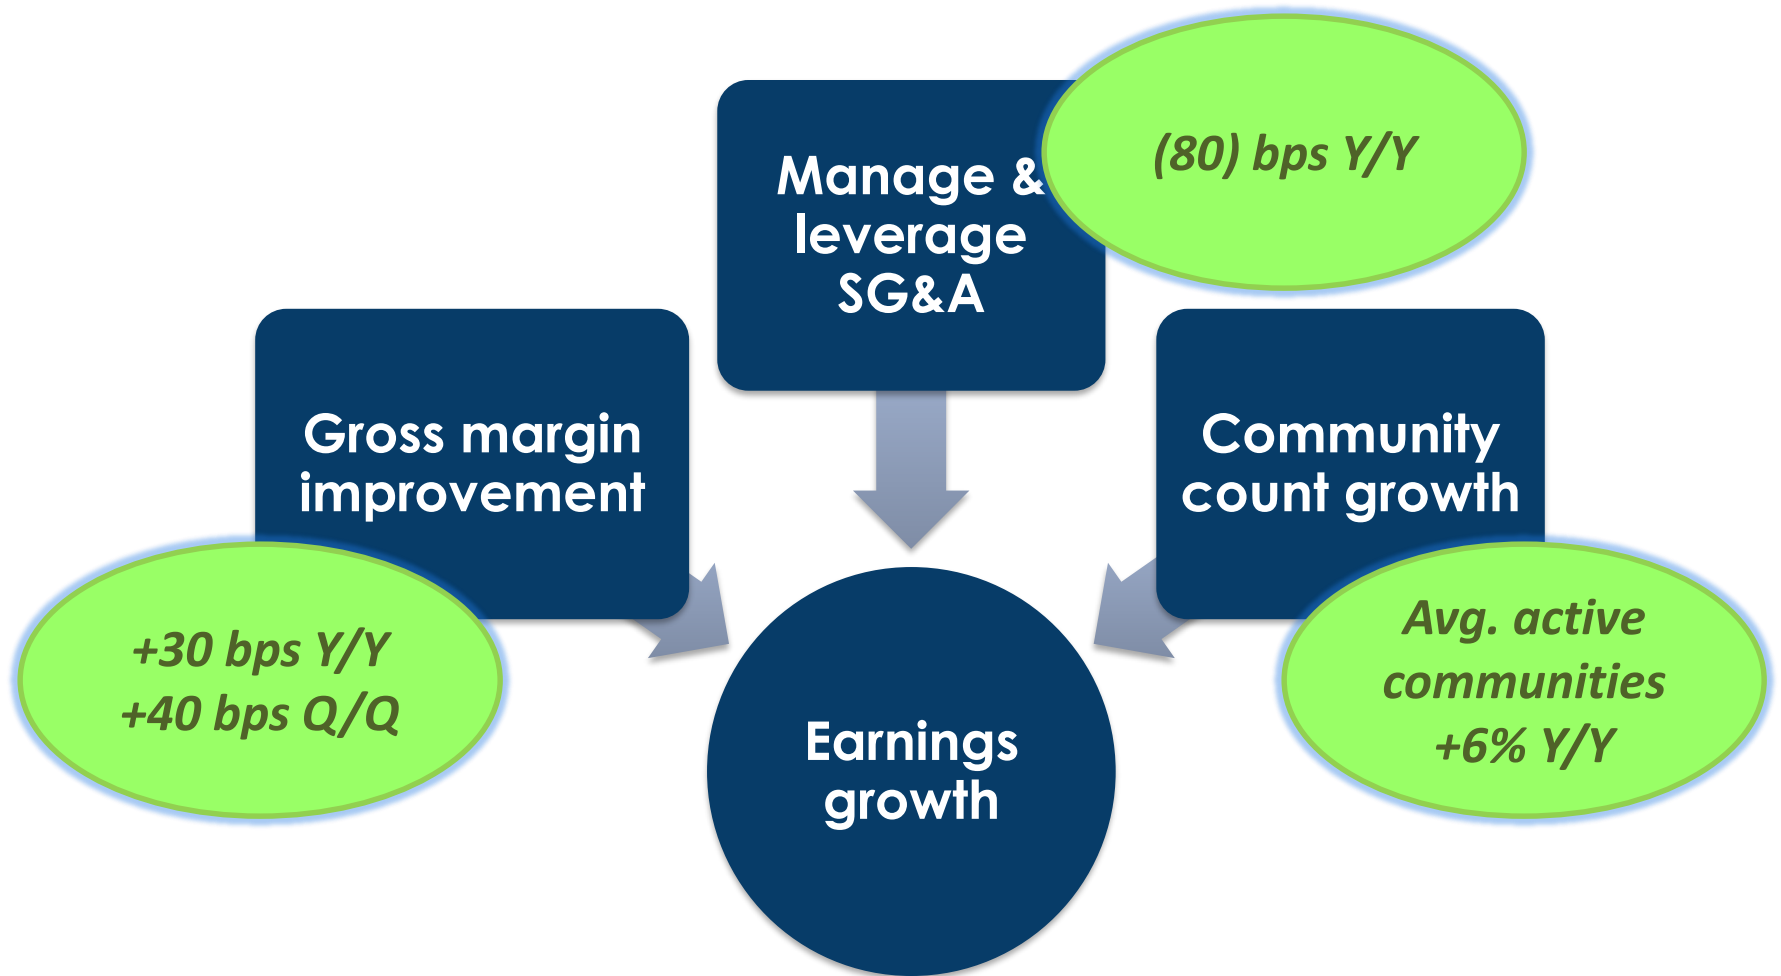 (80) bps Y/Y
Manage &
leverage
SG&A
Gross margin
improvement
Community
count growth
+30 bps Y/Y
+40 bps Q/Q
Avg. active
communities
+6% Y/Y
Earnings
growth